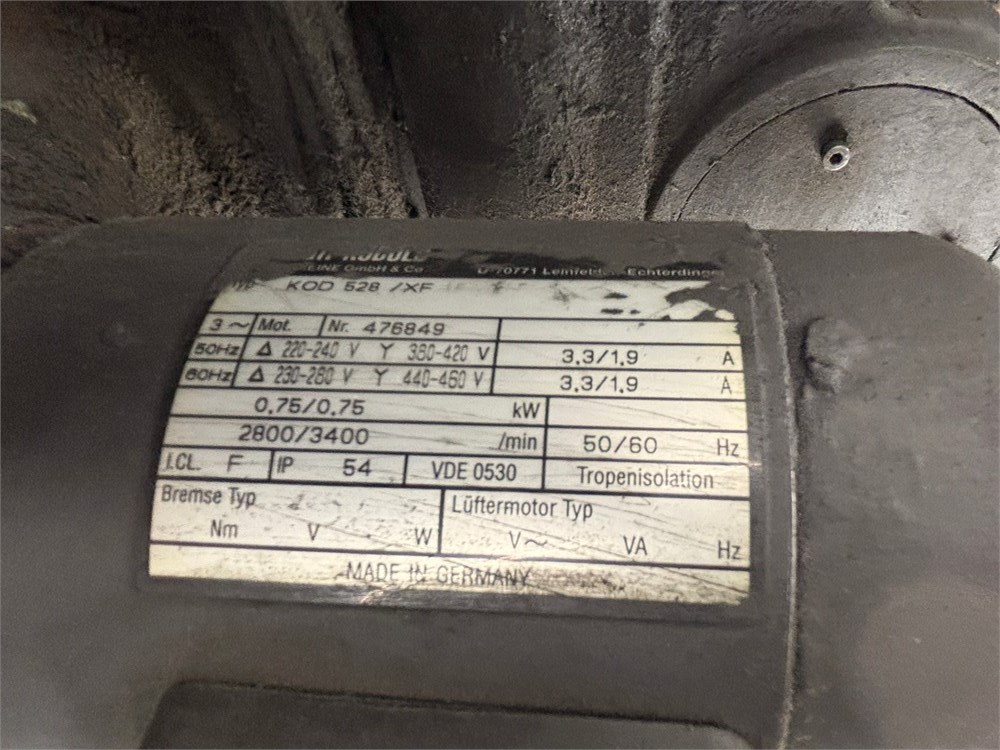 LINE GmbH & Co
D-70771 Leinfelden-Echterdingen
Typ KOD 528 /XF
3 ~ Mot. Nr. 476849
50Hz Δ 220-240 V Y 380-420 V 3,3/1,9 A
60Hz Δ 230-280 V Y 440-460 V 3,3/1,9 A
0,75/0,75 kW
2800/3400 /min 50/60 Hz
I.CL. F IP 54 VDE 0530 Tropenisolation
Bremse Typ Lüftermotor Typ
Nm V W V~ VA Hz
MADE IN GERMANY